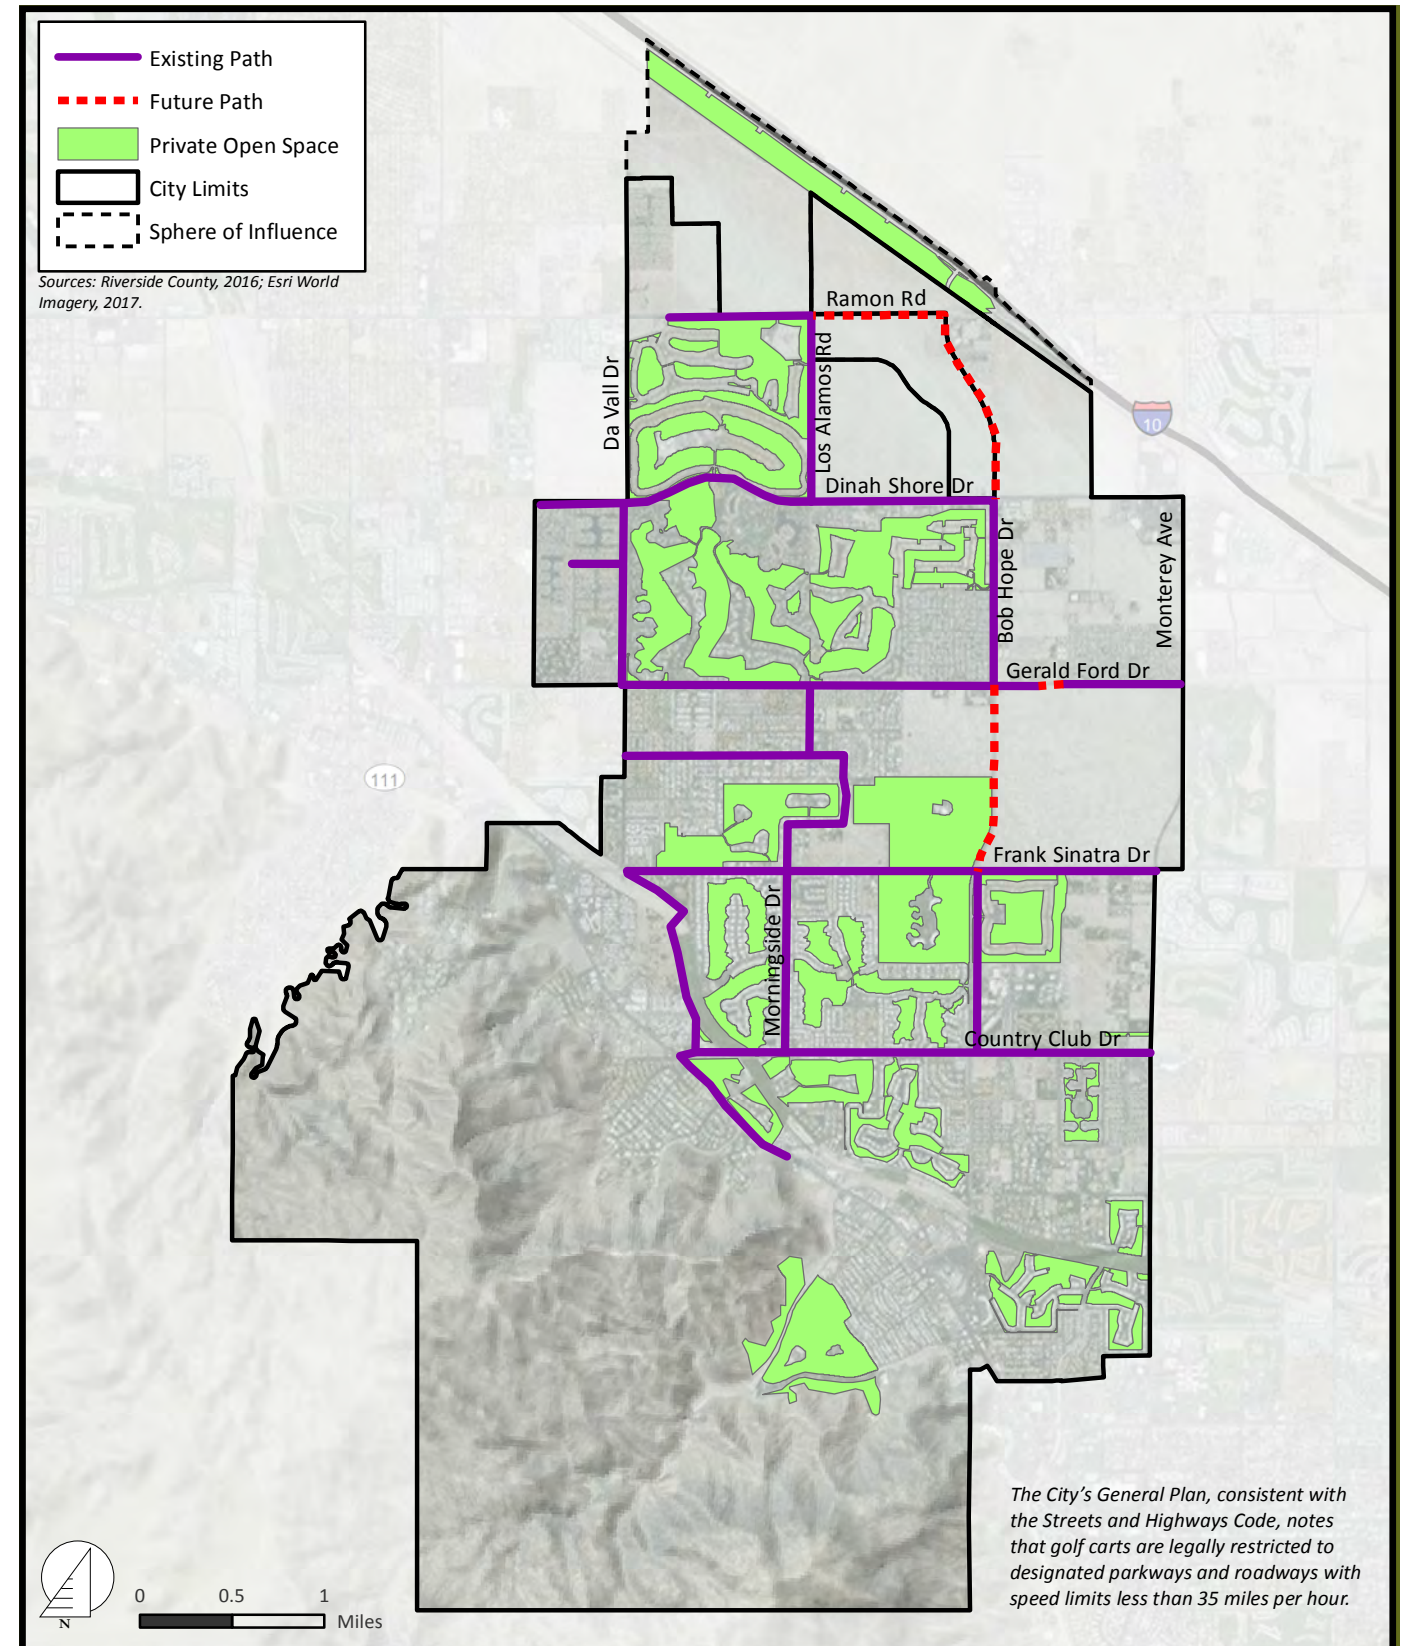 Existing Path
Future Path
Private Open Space
City Limits
Sphere of Influence
Sources: Riverside County, 2016; Esri World
Imagery, 2017.
Ramon Rd
Da Vall Dr
Los Alamos Rd
10
Dinah Shore Dr
Bob Hope Dr
Monterey Ave
Gerald Ford Dr
111
Frank Sinatra Dr
Morningside Dr
Country Club Dr
The City's General Plan, consistent with
the Streets and Highways Code, notes
that golf carts are legally restricted to
designated parkways and roadways with
speed limits less than 35 miles per hour.
N
0 0.5 1
Miles